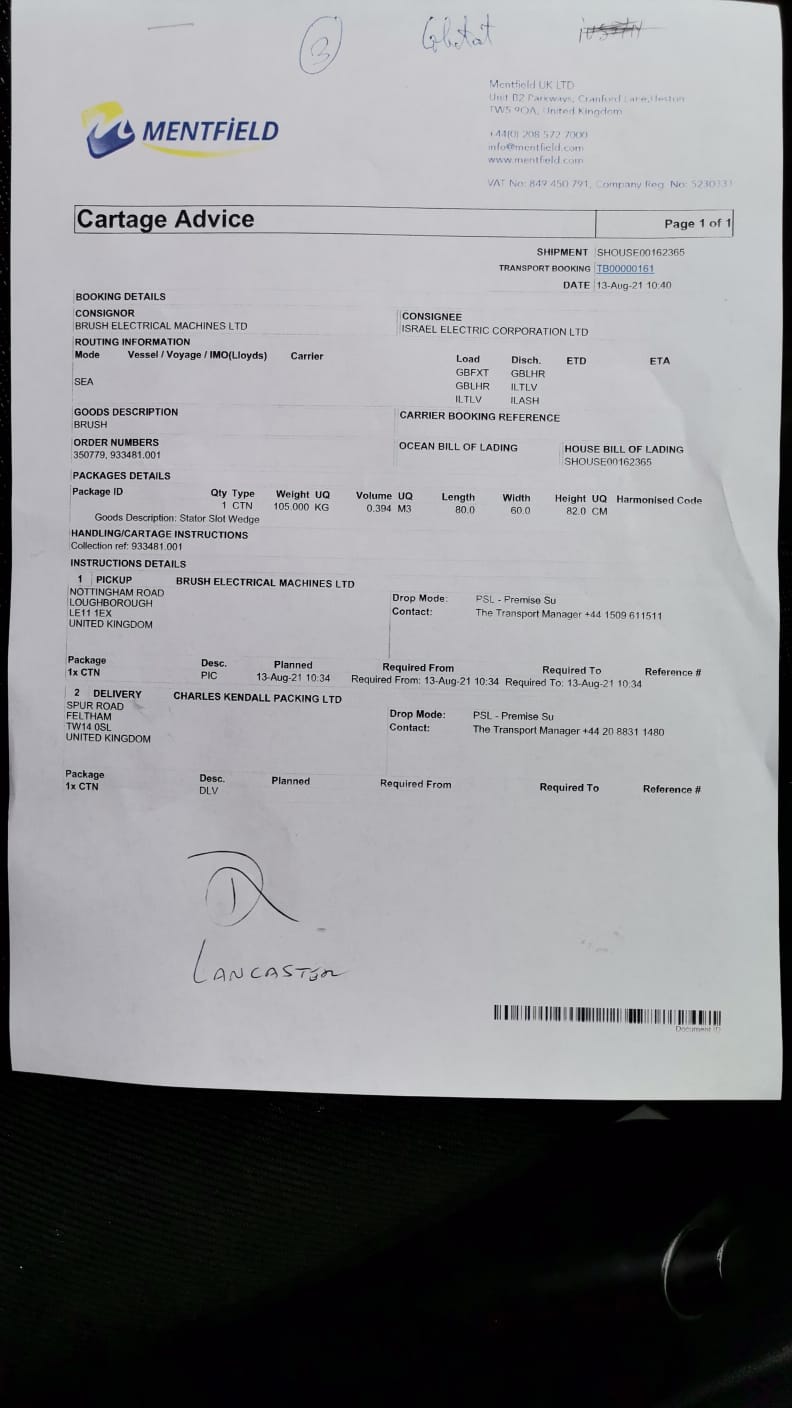 3
MENTFiELD
Mentfield UK LTD
Unit B2 Parkways, Cranford Lane, Heston
TW5 9QA, United Kingdom
+44(0) 208 572 7000
info@mentfield.com
www.mentfield.com
VAT No: 849 450 791, Company Reg. No: 5230331
Cartage Advice
Page 1 of 1
SHIPMENT SHOUSE00162365
TRANSPORT BOOKING TB00000161
DATE 13-Aug-21 10:40
BOOKING DETAILS
CONSIGNOR
BRUSH ELECTRICAL MACHINES LTD
CONSIGNEE
ISRAEL ELECTRIC CORPORATION LTD
ROUTING INFORMATION
Mode Vessel / Voyage / IMO(Lloyds) Carrier Load Disch. ETD ETA
GBFXT GBLHR
SEA GBLHR ILTLV
ILTLV ILASH
GOODS DESCRIPTION
BRUSH
CARRIER BOOKING REFERENCE
ORDER NUMBERS
350779, 933481.001
OCEAN BILL OF LADING
HOUSE BILL OF LADING
SHOUSE00162365
PACKAGES DETAILS
Package ID Qty Type Weight UQ Volume UQ Length Width Height UQ Harmonised Code
1 CTN 105.000 KG 0.394 M3 80.0 60.0 82.0 CM
Goods Description: Stator Slot Wedge
HANDLING/CARTAGE INSTRUCTIONS
Collection ref: 933481.001
INSTRUCTIONS DETAILS
1 PICKUP BRUSH ELECTRICAL MACHINES LTD
NOTTINGHAM ROAD
LOUGHBOROUGH
LE11 1EX
UNITED KINGDOM
Drop Mode: PSL - Premise Su
Contact: The Transport Manager +44 1509 611511
Package Desc. Planned Required From Required To Reference #
1x CTN PIC 13-Aug-21 10:34 Required From: 13-Aug-21 10:34 Required To: 13-Aug-21 10:34
2 DELIVERY CHARLES KENDALL PACKING LTD
SPUR ROAD
FELTHAM
TW14 0SL
UNITED KINGDOM
Drop Mode: PSL - Premise Su
Contact: The Transport Manager +44 20 8831 1480
Package Desc. Planned Required From Required To Reference #
1x CTN DLV
LANCASTER
Document ID